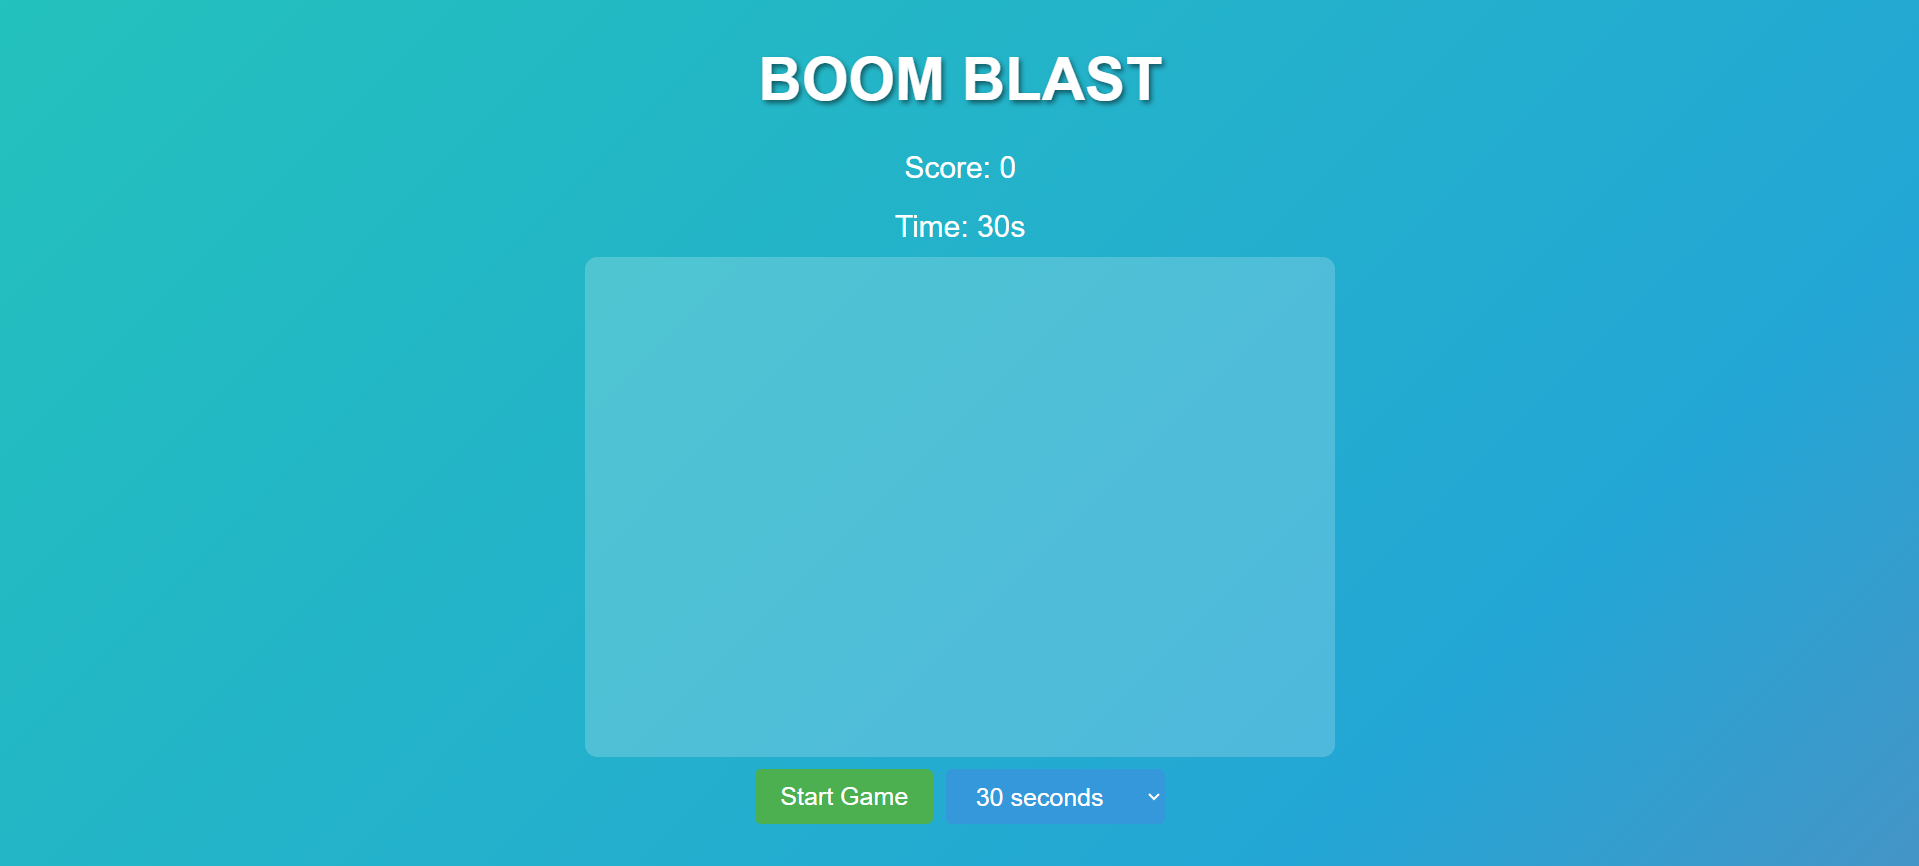 BOOM BLAST
Score: 0
Time: 30s
Start Game
30 seconds